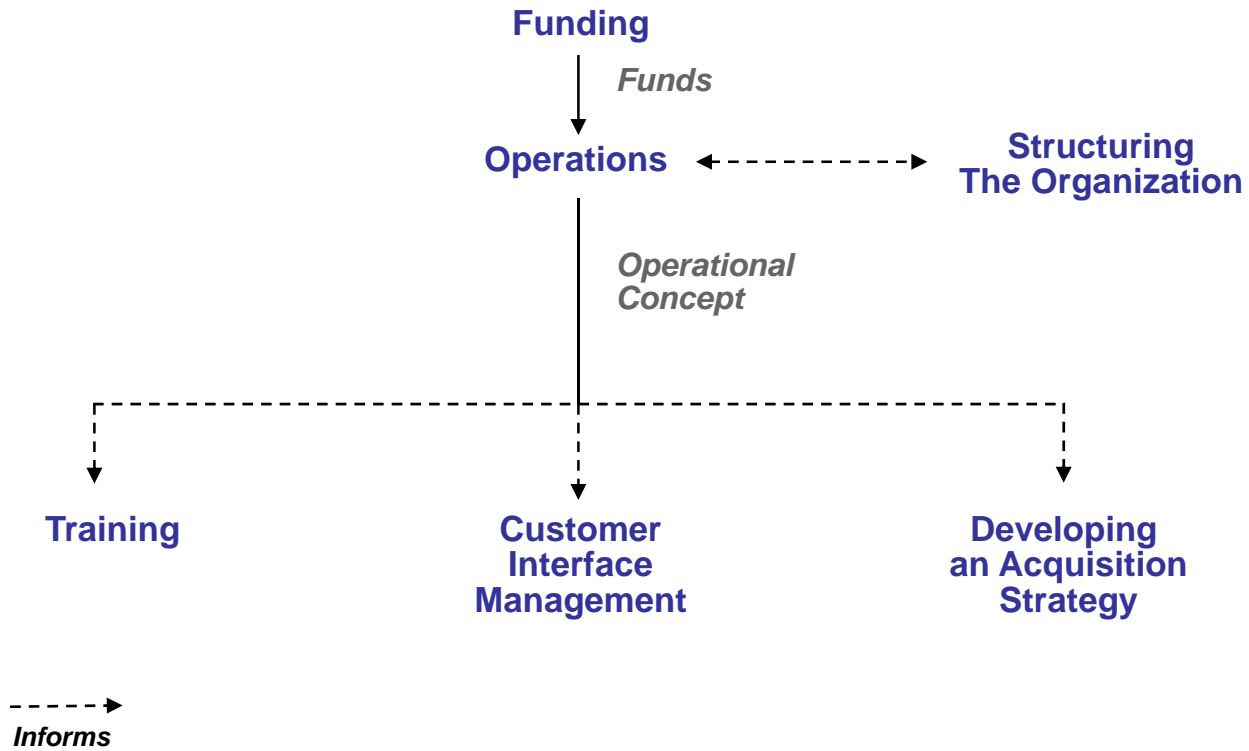 Funding
Funds
Operations
Structuring
The Organization
Operational
Concept
Training
Customer
Interface
Management
Developing
an Acquisition
Strategy
Informs